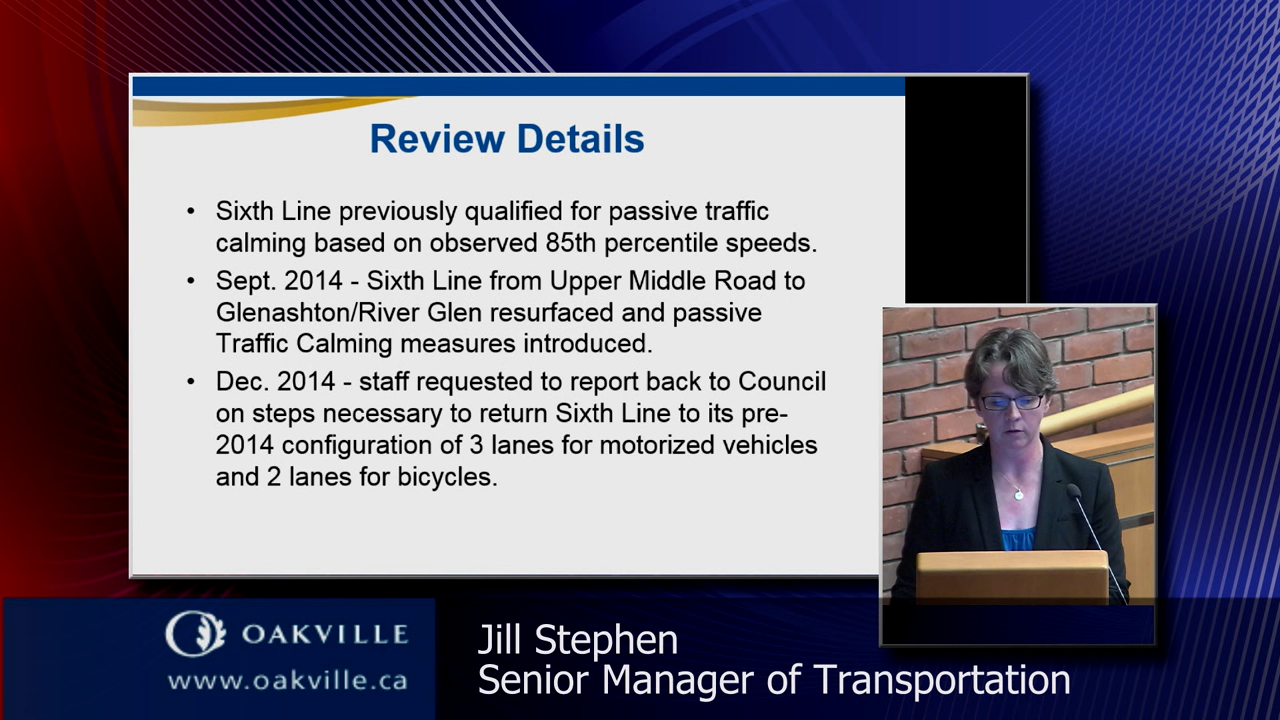 Review Details
• Sixth Line previously qualified for passive traffic
calming based on observed 85th percentile speeds.
• Sept. 2014 - Sixth Line from Upper Middle Road to
Glenashton/River Glen resurfaced and passive
Traffic Calming measures introduced.
• Dec. 2014 - staff requested to report back to Council
on steps necessary to return Sixth Line to its pre-
2014 configuration of 3 lanes for motorized vehicles
and 2 lanes for bicycles.
OAKVILLE
www.oakville.ca
Jill Stephen
Senior Manager of Transportation